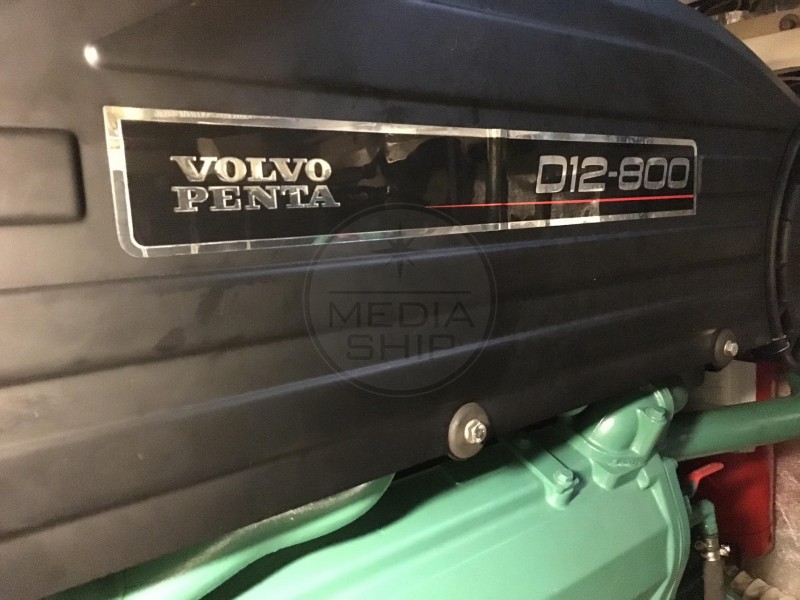 VOLVO
PENTA
D12-800
MEDIA
SHIP